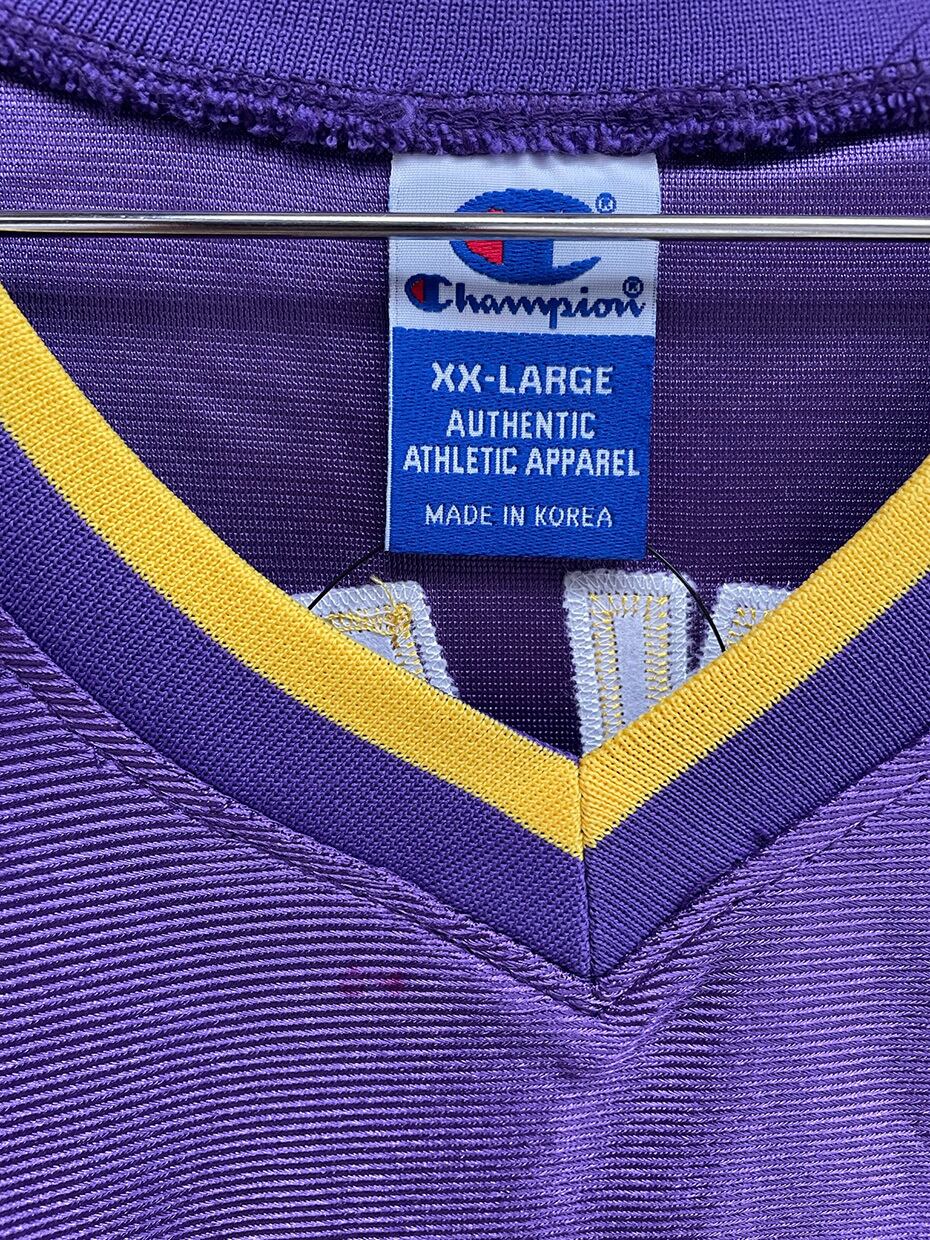 ®
Champion®
XX-LARGE
AUTHENTIC
ATHLETIC APPAREL
MADE IN KOREA